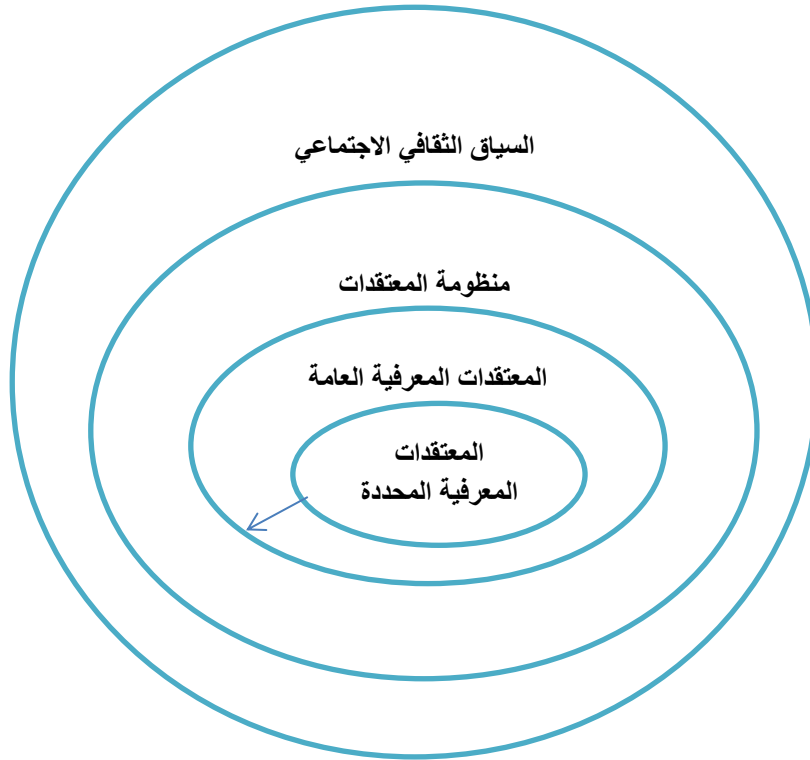 السياق الثقافي الاجتماعي
منظومة المعتقدات
المعتقدات المعرفية العامة
المعتقدات
المعرفية المحددة